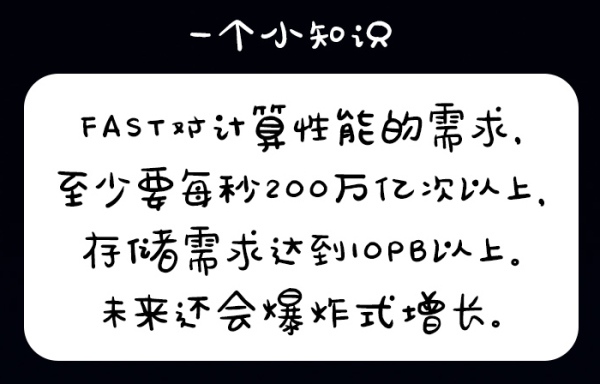 一个小知识
FAST对计算性能的需求,
至少要每秒200万亿次以上,
存储需求达到10PB以上。
未来还会爆炸式增长。